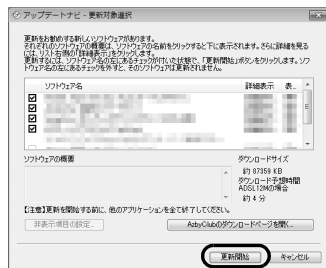 アップデートナビ - 更新対象選択
更新をお勧めする新しいソフトウェアがあります。
それぞれのソフトウェアの概要は、ソフトウェアの名前をクリックすると下に表示されます。さらに詳細を見る
には、リスト右側の「詳細表示」をクリックします。
更新するには、ソフトウェア名の左にあるチェックが付いた状態で、「更新開始」ボタンをクリックします。ソフ
トウェア名の左にあるチェックを外すと、そのソフトウェアは更新されません。
ソフトウェア名 詳細表示 表...
ソフトウェアの概要
ダウンロードサイズ
約 87359 KB
ダウンロード予想時間
ADSL12Mの場合
約 4 分
【注意】更新を開始する前に、他のアプリケーションを全て終了してください。
非表示項目の設定... AzbyClubのダウンロードページを開く...
更新開始 キャンセル